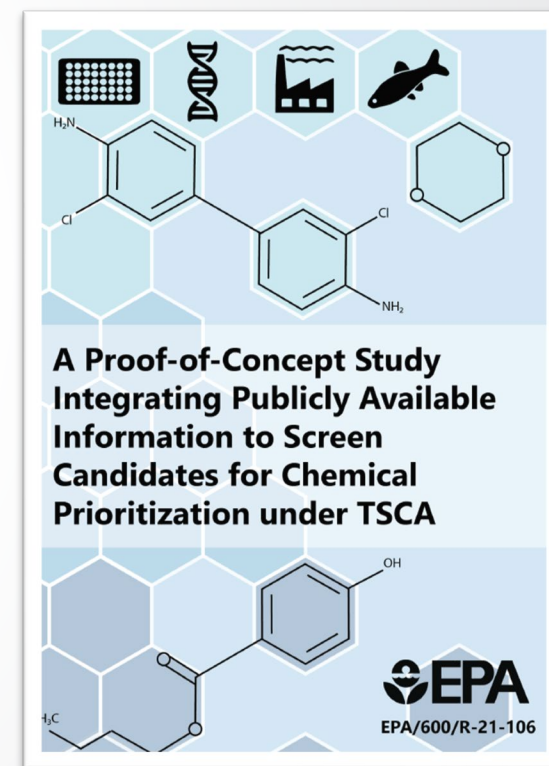 H₂N
Cl
Cl
NH₂
A Proof-of-Concept Study
Integrating Publicly Available
Information to Screen
Candidates for Chemical
Prioritization under TSCA
OH
O
O
O
O
H₃C
EPA
EPA/600/R-21-106